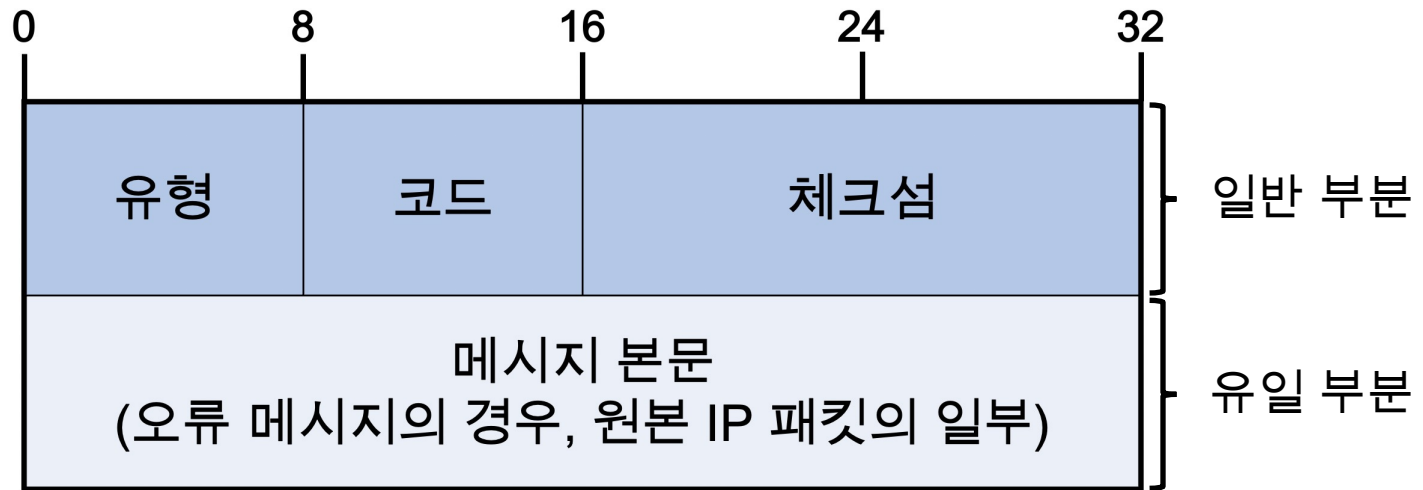 0 8 16 24 32
유형 코드 체크섬 일반 부분
메시지 본문
(오류 메시지의 경우, 원본 IP 패킷의 일부)
유일 부분